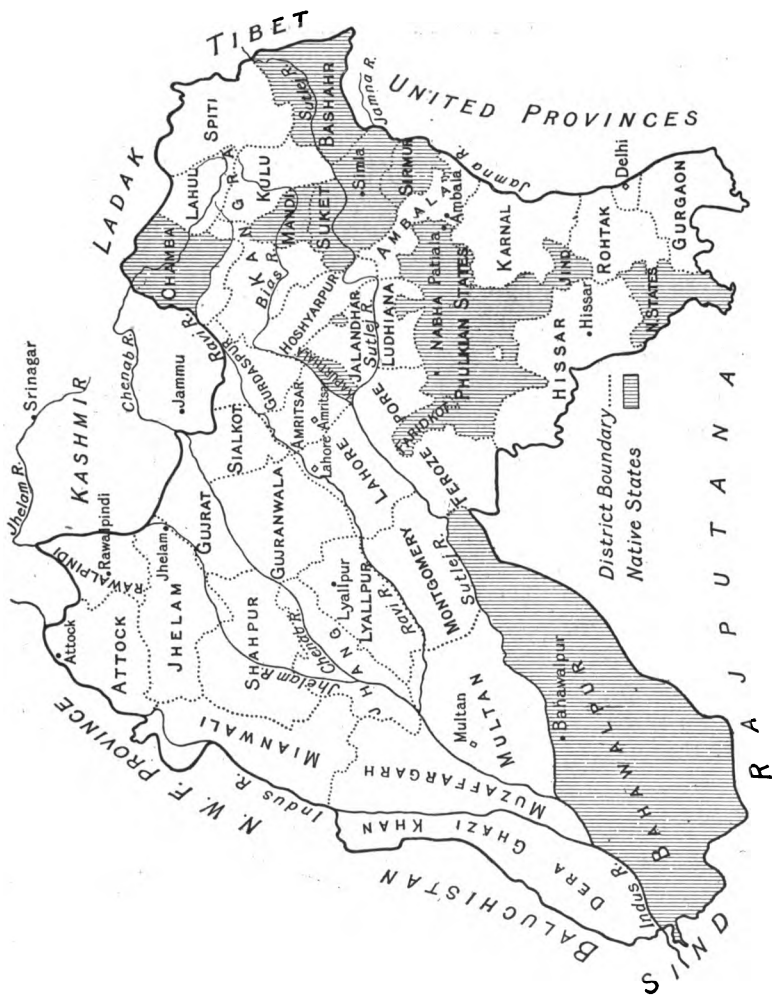 TIBET
LADAK
SPITI
LAHUL
KANGRA
KULU
Sutlej R.
BASHAHR
Jamna R.
UNITED PROVINCES
CHAMBA
MANDI
SUKET
Simla
SIRMUR
Jamna R.
Bias R.
AMBALA
Ambala
Delhi
Srinagar
Jhelam R.
KASHMIR
Chenab R.
Jammu
Ravi R.
GURDASPUR
HOSHYARPUR
KAPURTHALA
JALANDHAR
Sutlej R.
LUDHIANA
NABHA
Patiala
PHULKIAN STATES
KARNAL
JIND
ROHTAK
GURGAON
HISSAR
Hissar
N STATES
Rawalpindi
RAWALPINDI
SIALKOT
AMRITSAR
Amritsar
Lahore
LAHORE
FEROZEPORE
FARIDKOT
Jhelam
GUJRAT
GUJRANWALA
Attock
ATTOCK
JHELAM
SHAHPUR
Jhelam R.
Chenab R.
JHANG
Lyallpur
LYALLPUR
Ravi R.
MONTGOMERY
Sutlej R.
District Boundary
Native States
N. W. F. PROVINCE
Indus R.
MIANWALI
MUZAFFARGARH
Multan
MULTAN
Bahawalpur
BAHAWALPUR
RAJPUTANA
BALUCHISTAN
DERA GHAZI KHAN
Indus R.
SIND